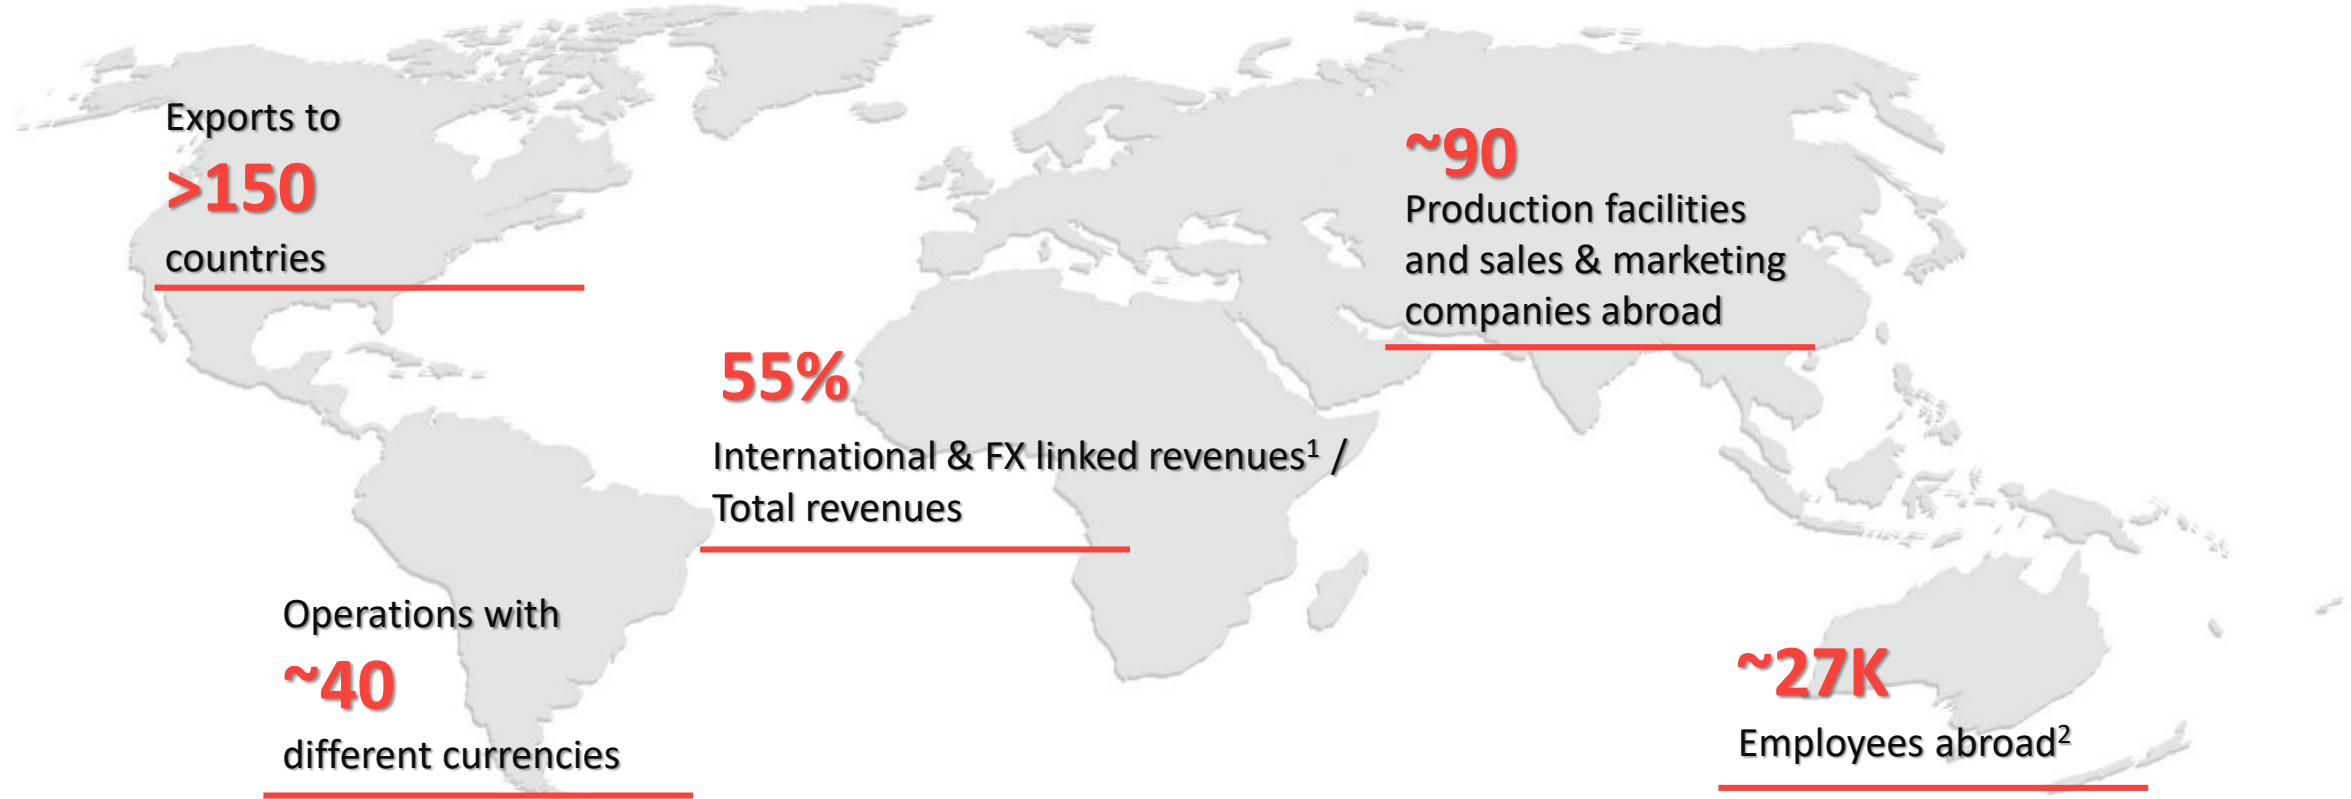 Exports to
>150
countries
~90
Production facilities
and sales & marketing
companies abroad
55%
International & FX linked revenues¹ /
Total revenues
Operations with
~40
different currencies
~27K
Employees abroad²